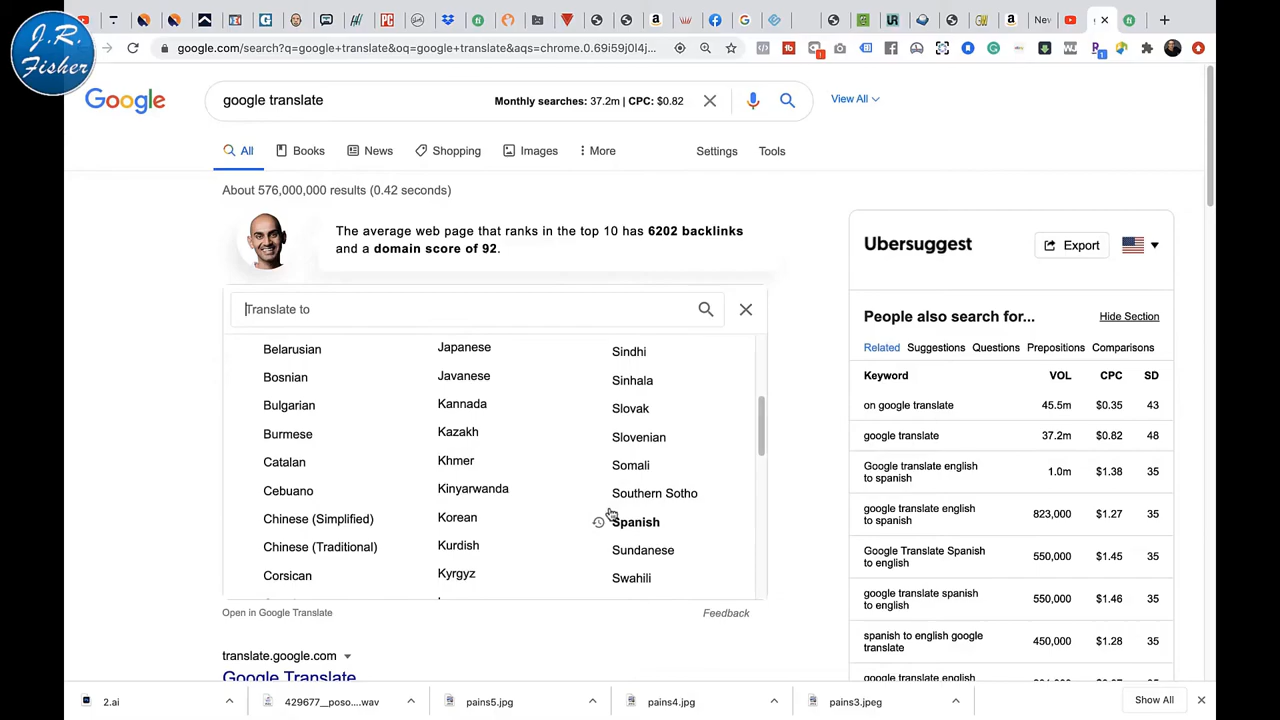 J.R.
Fisher
google.com/search?q=google+translate&oq=google+translate&aqs=chrome.0.69i59j0l4j...
Google
google translate
Monthly searches: 37.2m | CPC: $0.82
View All
All
Books
News
Shopping
Images
More
Settings
Tools
About 576,000,000 results (0.42 seconds)
The average web page that ranks in the top 10 has 6202 backlinks
and a domain score of 92.
Translate to
Belarusian
Bosnian
Bulgarian
Burmese
Catalan
Cebuano
Chinese (Simplified)
Chinese (Traditional)
Corsican
Japanese
Javanese
Kannada
Kazakh
Khmer
Kinyarwanda
Korean
Kurdish
Kyrgyz
Sindhi
Sinhala
Slovak
Slovenian
Somali
Southern Sotho
Spanish
Sundanese
Swahili
Open in Google Translate
Feedback
translate.google.com
Google Translate
Ubersuggest
Export
People also search for...
Hide Section
Related Suggestions Questions Prepositions Comparisons
Keyword VOL CPC SD
on google translate 45.5m $0.35 43
google translate 37.2m $0.82 48
Google translate english
to spanish
1.0m $1.38 35
google translate english
to spanish
823,000 $1.27 35
Google Translate Spanish
to english
550,000 $1.45 35
google translate spanish
to english
550,000 $1.46 35
spanish to english google
translate
450,000 $1.28 35
google translate english
2.ai
429677__poso....wav
pains5.jpg
pains4.jpg
pains3.jpeg
Show All